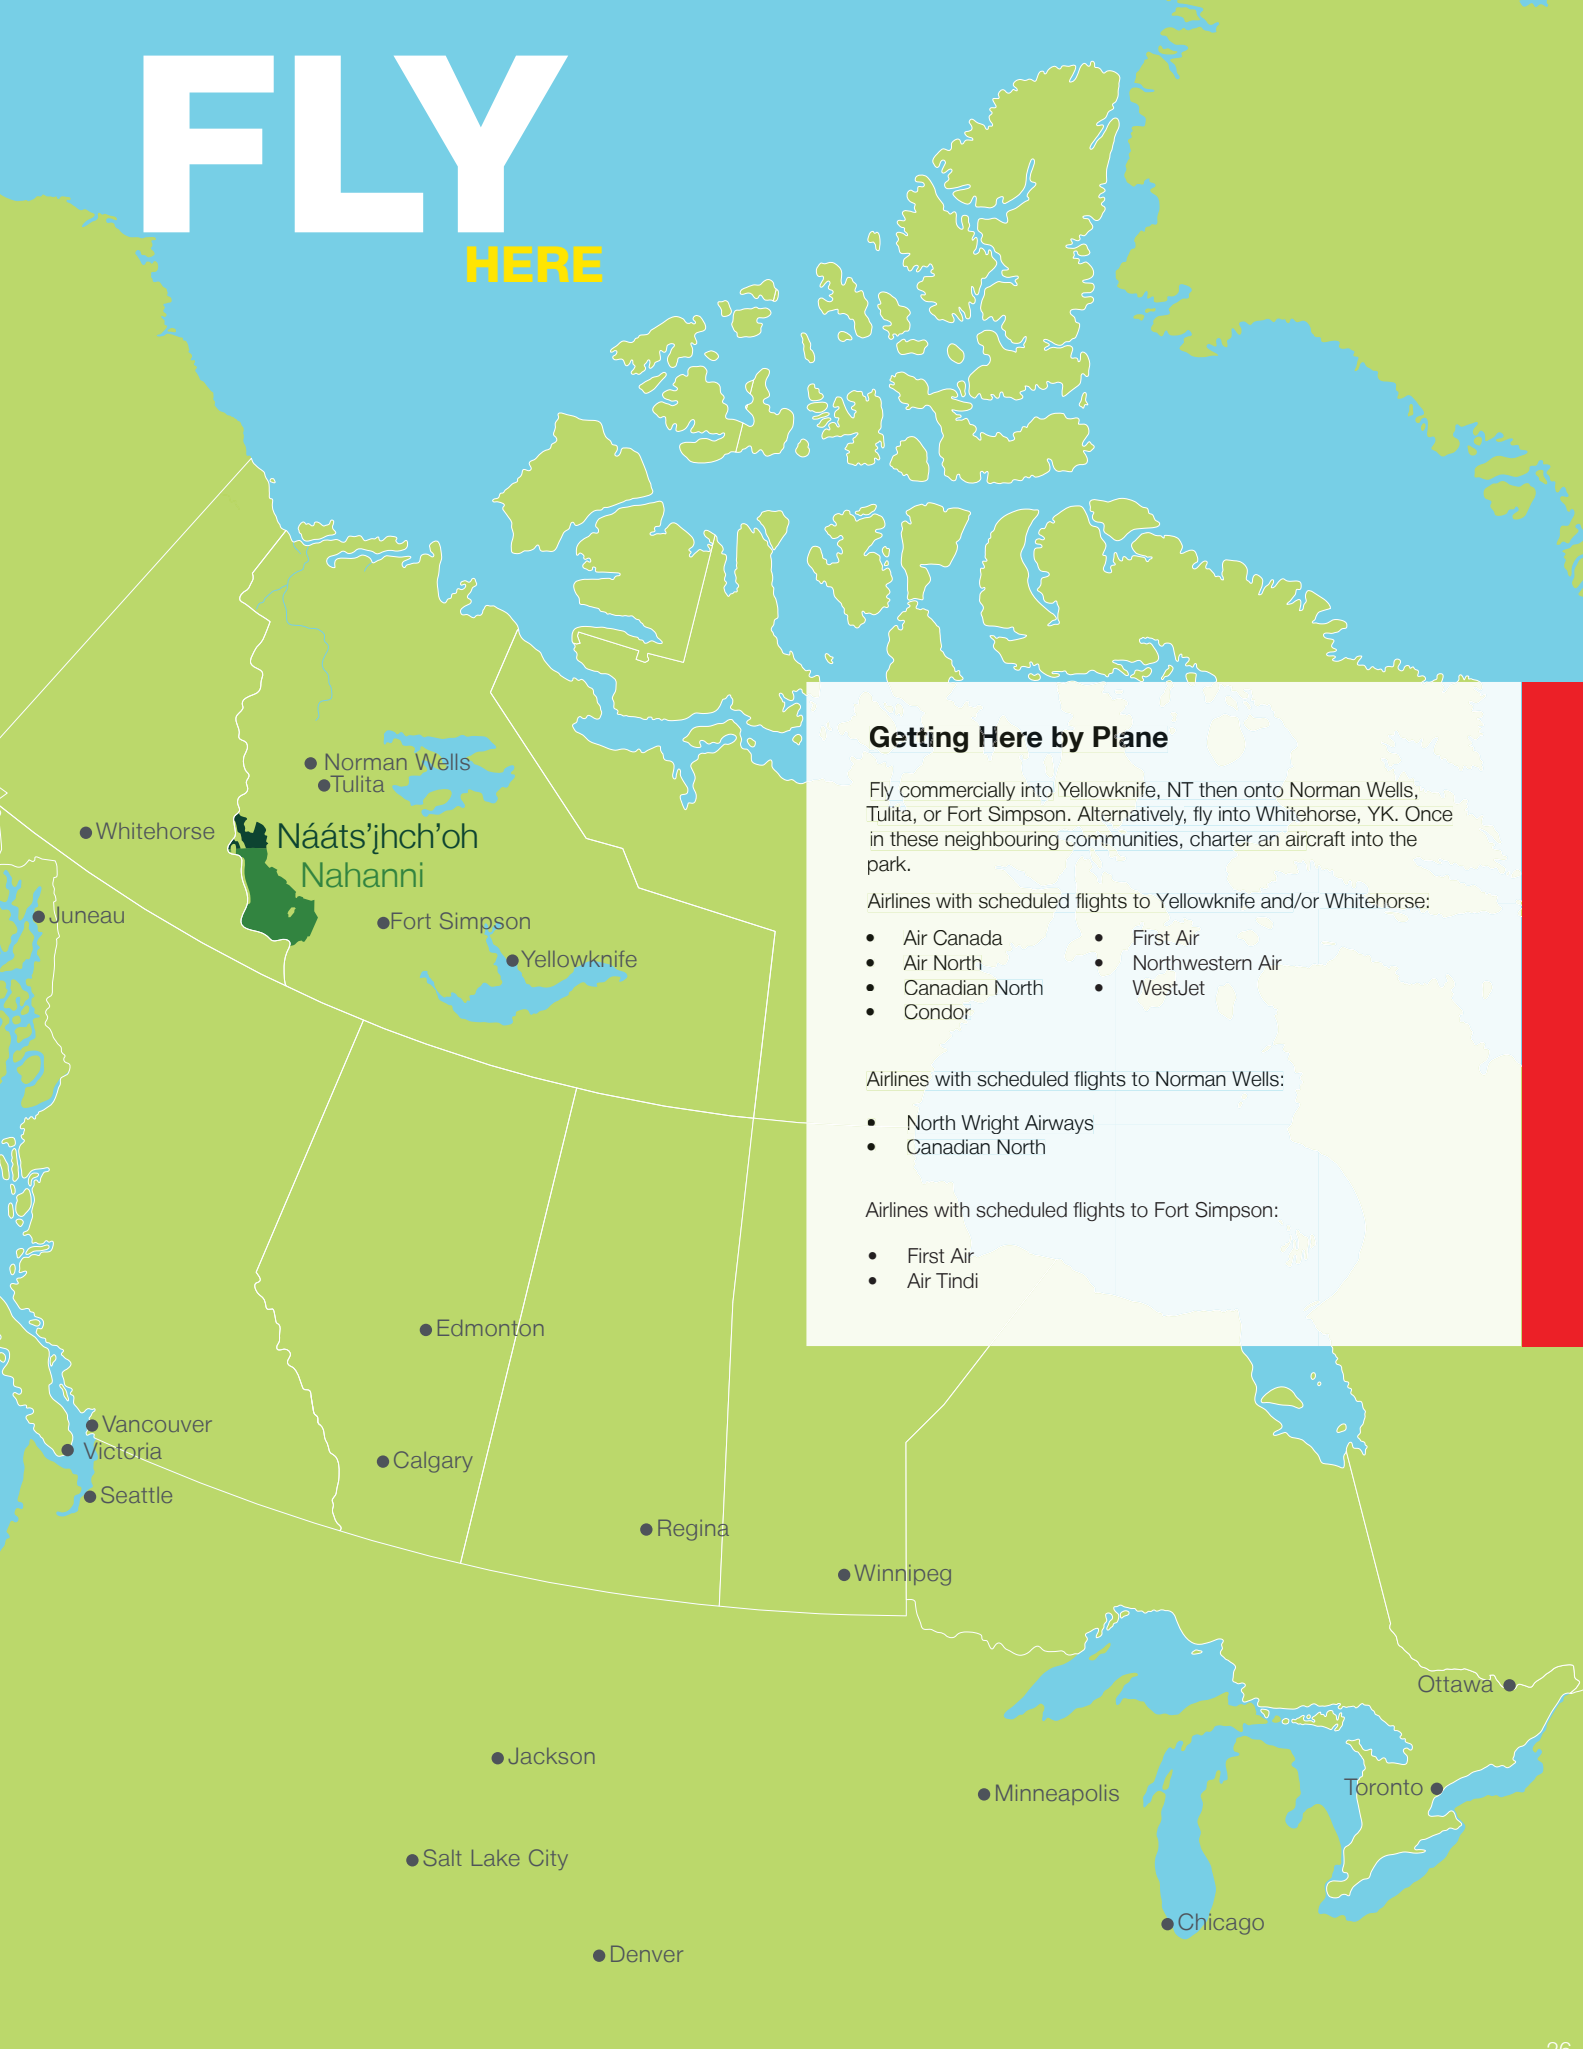 FLY
HERE
Getting Here by Plane
Fly commercially into Yellowknife, NT then onto Norman Wells,
Tulita, or Fort Simpson. Alternatively, fly into Whitehorse, YK. Once
in these neighbouring communities, charter an aircraft into the
park.
Airlines with scheduled flights to Yellowknife and/or Whitehorse:
• Air Canada
• Air North
• Canadian North
• Condor
• First Air
• Northwestern Air
• WestJet
Airlines with scheduled flights to Norman Wells:
• North Wright Airways
• Canadian North
Airlines with scheduled flights to Fort Simpson:
• First Air
• Air Tindi
Norman Wells
Tulita
Whitehorse
Nááts'įhch'oh
Nahanni
Juneau
Fort Simpson
Yellowknife
Edmonton
Vancouver
Victoria
Calgary
Seattle
Regina
Winnipeg
Ottawa
Jackson
Toronto
Minneapolis
Salt Lake City
Chicago
Denver